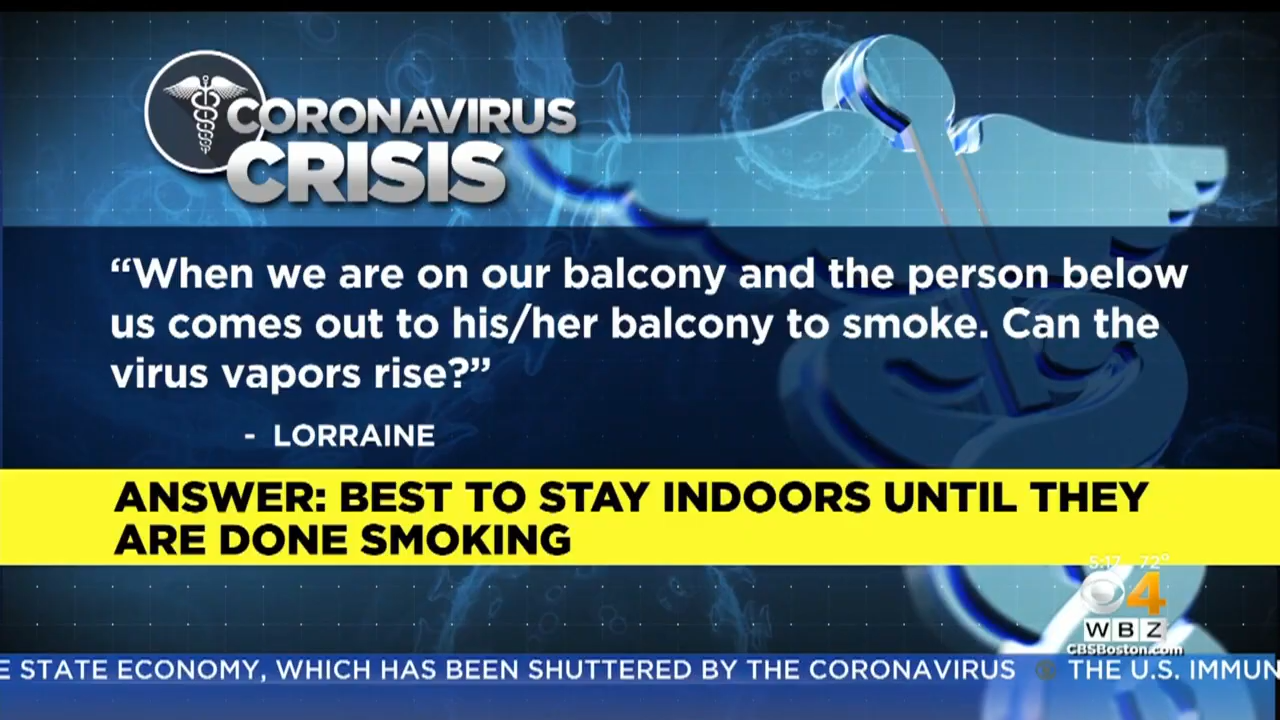 CORONAVIRUS
CRISIS
“When we are on our balcony and the person below
us comes out to his/her balcony to smoke. Can the
virus vapors rise?”
- LORRAINE
ANSWER: BEST TO STAY INDOORS UNTIL THEY
ARE DONE SMOKING
5:17 72°
4
WBZ
CBSBoston.com
E STATE ECONOMY, WHICH HAS BEEN SHUTTERED BY THE CORONAVIRUS THE U.S. IMMUN